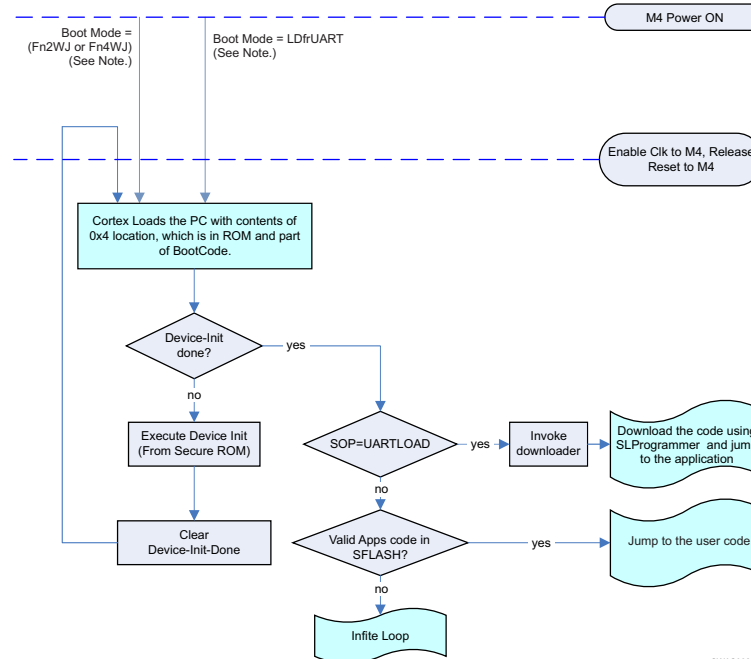 M4 Power ON
Boot Mode =
(Fn2WJ or Fn4WJ)
(See Note.)
Boot Mode = LDfrUART
(See Note.)
Enable Clk to M4, Release
Reset to M4
Cortex Loads the PC with contents of
0x4 location, which is in ROM and part
of BootCode.
Device-Init
done?
yes
no
Execute Device Init
(From Secure ROM)
SOP=UARTLOAD
yes
Invoke
downloader
Download the code using
SLProgrammer and jum
to the application
no
Clear
Device-Init-Done
Valid Apps code in
SFLASH?
yes
Jump to the user code
no
Infite Loop